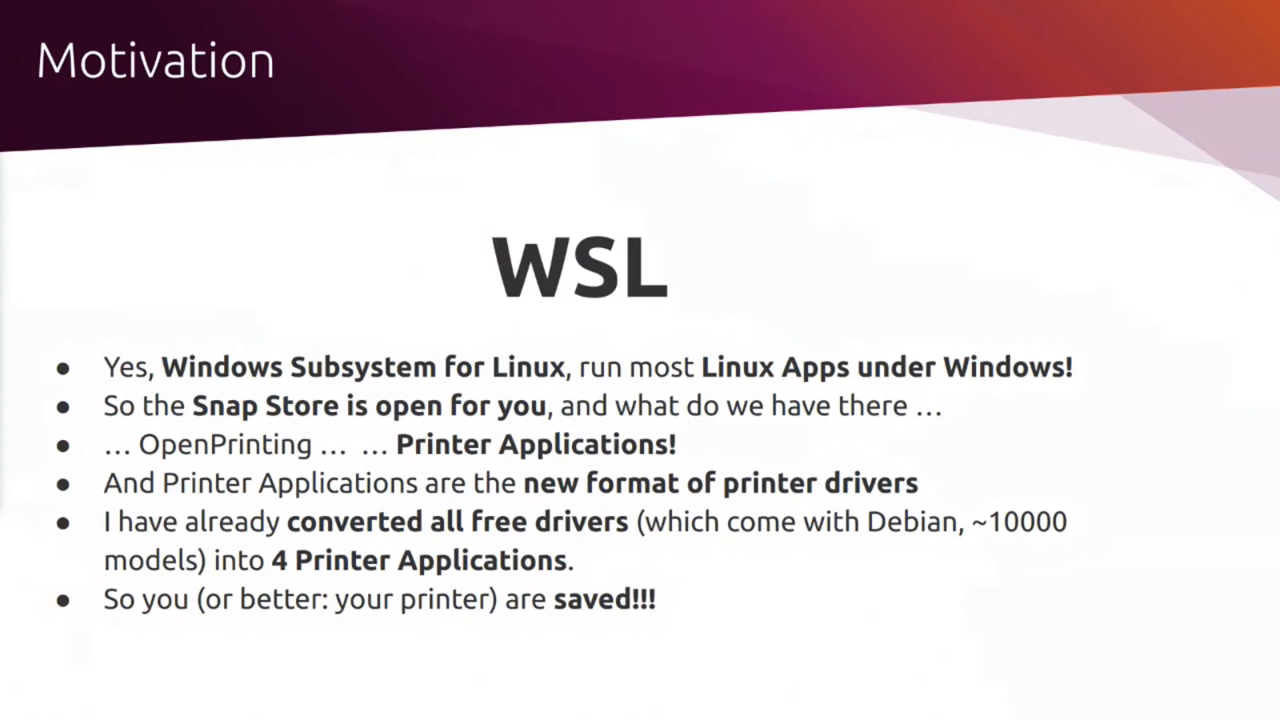 Motivation
WSL
● Yes, Windows Subsystem for Linux, run most Linux Apps under Windows!
● So the Snap Store is open for you, and what do we have there …
● … OpenPrinting … … Printer Applications!
● And Printer Applications are the new format of printer drivers
● I have already converted all free drivers (which come with Debian, ~10000
models) into 4 Printer Applications.
● So you (or better: your printer) are saved!!!